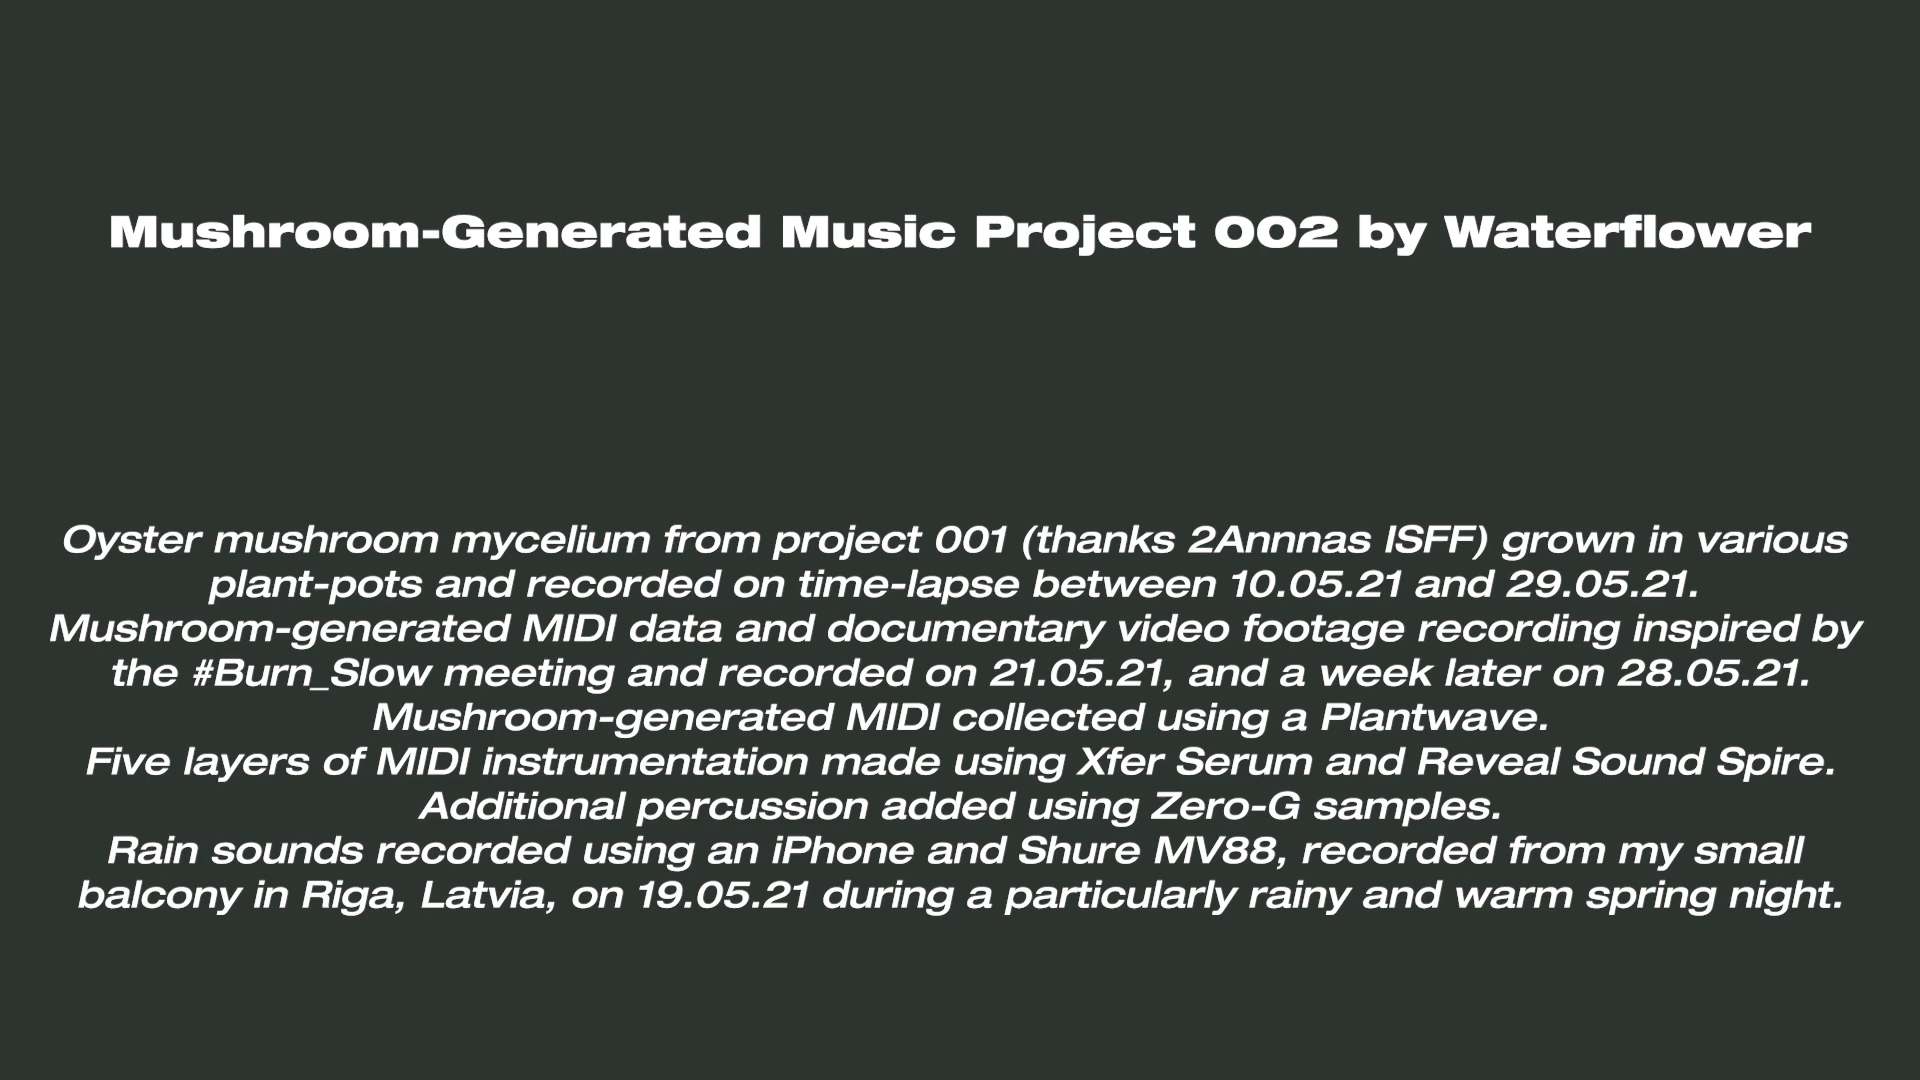 Mushroom-Generated Music Project 002 by Waterflower
Oyster mushroom mycelium from project 001 (thanks 2Annnas ISFF) grown in various
plant-pots and recorded on time-lapse between 10.05.21 and 29.05.21.
Mushroom-generated MIDI data and documentary video footage recording inspired by
the #Burn_Slow meeting and recorded on 21.05.21, and a week later on 28.05.21.
Mushroom-generated MIDI collected using a Plantwave.
Five layers of MIDI instrumentation made using Xfer Serum and Reveal Sound Spire.
Additional percussion added using Zero-G samples.
Rain sounds recorded using an iPhone and Shure MV88, recorded from my small
balcony in Riga, Latvia, on 19.05.21 during a particularly rainy and warm spring night.